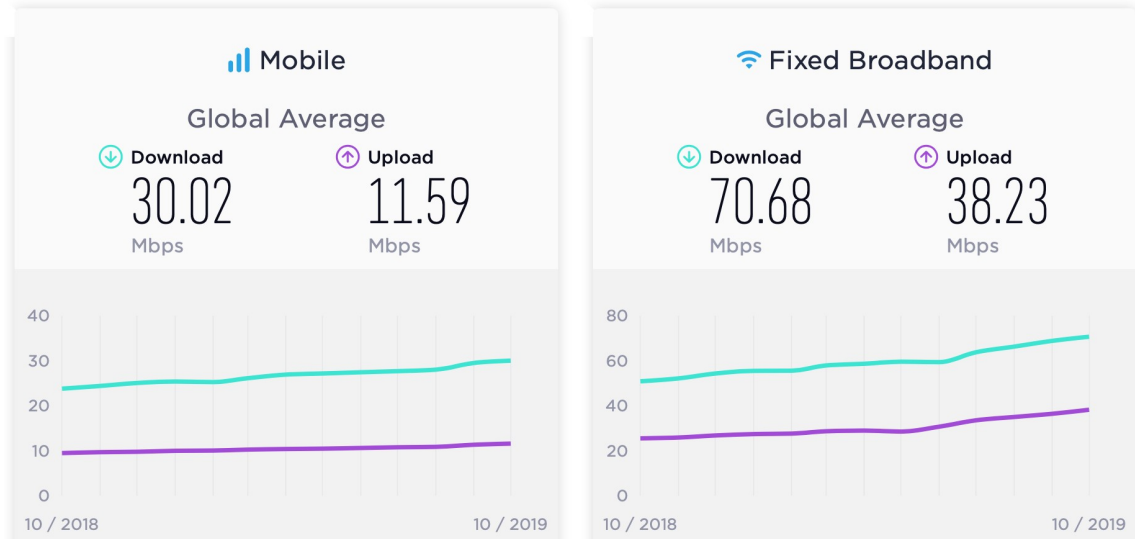 Mobile
Global Average
Download
30.02
Mbps
Upload
11.59
Mbps
40
30
20
10
0
10 / 2018
10 / 2019
Fixed Broadband
Global Average
Download
70.68
Mbps
Upload
38.23
Mbps
80
60
40
20
0
10 / 2018
10 / 2019